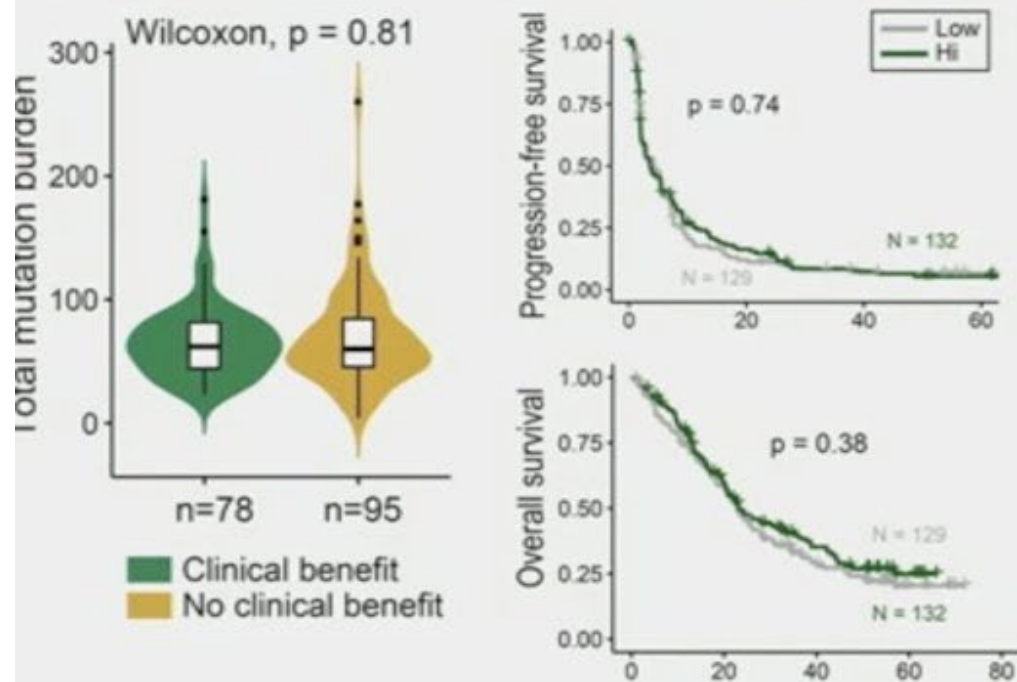 Wilcoxon, p = 0.81
Total mutation burden
300
200
100
0
n=78
n=95
Clinical benefit
No clinical benefit
Low
Hi
Progression-free survival
1.00
0.75
0.50
0.25
0.00
p = 0.74
N = 132
N = 129
0
20
40
60
Overall survival
1.00
0.75
0.50
0.25
0.00
p = 0.38
N = 129
N = 132
0
20
40
60
80